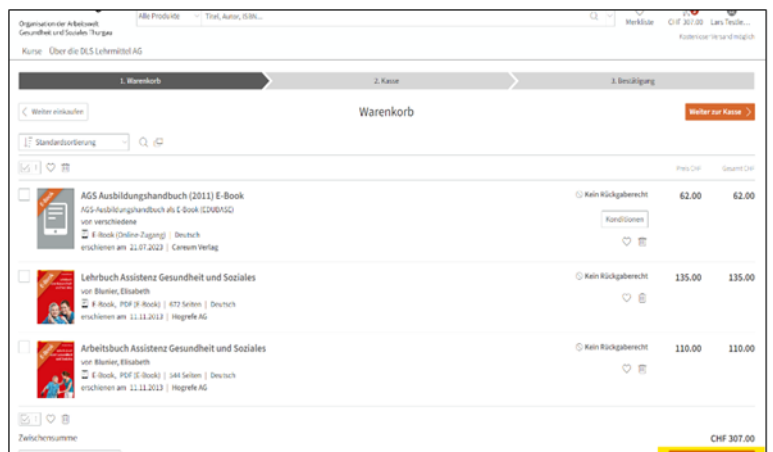 Organisation der Arbeitswelt
Gesundheit und Soziales Thurgau
Alle Produkte Titel, Autor, ISBN...
Merkliste CHF 307.00 Lars Testle...
Kostenloser Versand möglich
Kurse Über die DLS Lehrmittel AG
1. Warenkorb 2. Kasse 3. Bestätigung
Weiter einkaufen Warenkorb Weiter zur Kasse
Standardsortierung
Preis CHF Gesamt CHF
E-Book
AGS Ausbildungshandbuch (2011) E-Book Kein Rückgaberecht 62.00 62.00
AGS-Ausbildungshandbuch als E-Book (EDUBASE)
von verschiedene Konditionen
E-Book (Online-Zugang) | Deutsch
erschienen am 21.07.2023 | Careum Verlag
E-Book
Lehrbuch Assistenz Gesundheit und Soziales Kein Rückgaberecht 135.00 135.00
von Blunier, Elisabeth
E-Book, PDF (E-Book) | 672 Seiten | Deutsch
erschienen am 11.11.2013 | Hogrefe AG
E-Book
Arbeitsbuch Assistenz Gesundheit und Soziales Kein Rückgaberecht 110.00 110.00
von Blunier, Elisabeth
E-Book, PDF (E-Book) | 544 Seiten | Deutsch
erschienen am 11.11.2013 | Hogrefe AG
Zwischensumme CHF 307.00